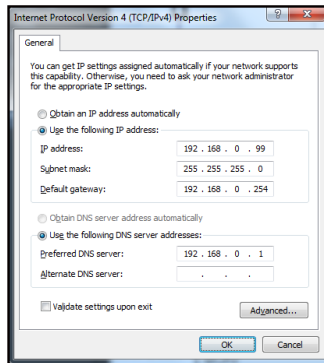 Internet Protocol Version 4 (TCP/IPv4) Properties
General
You can get IP settings assigned automatically if your network supports
this capability. Otherwise, you need to ask your network administrator
for the appropriate IP settings.
Obtain an IP address automatically
Use the following IP address:
IP address: 192 . 168 . 0 . 99
Subnet mask: 255 . 255 . 255 . 0
Default gateway: 192 . 168 . 0 . 254
Obtain DNS server address automatically
Use the following DNS server addresses:
Preferred DNS server: 192 . 168 . 0 . 1
Alternate DNS server: . . .
Validate settings upon exit
Advanced...
OK Cancel